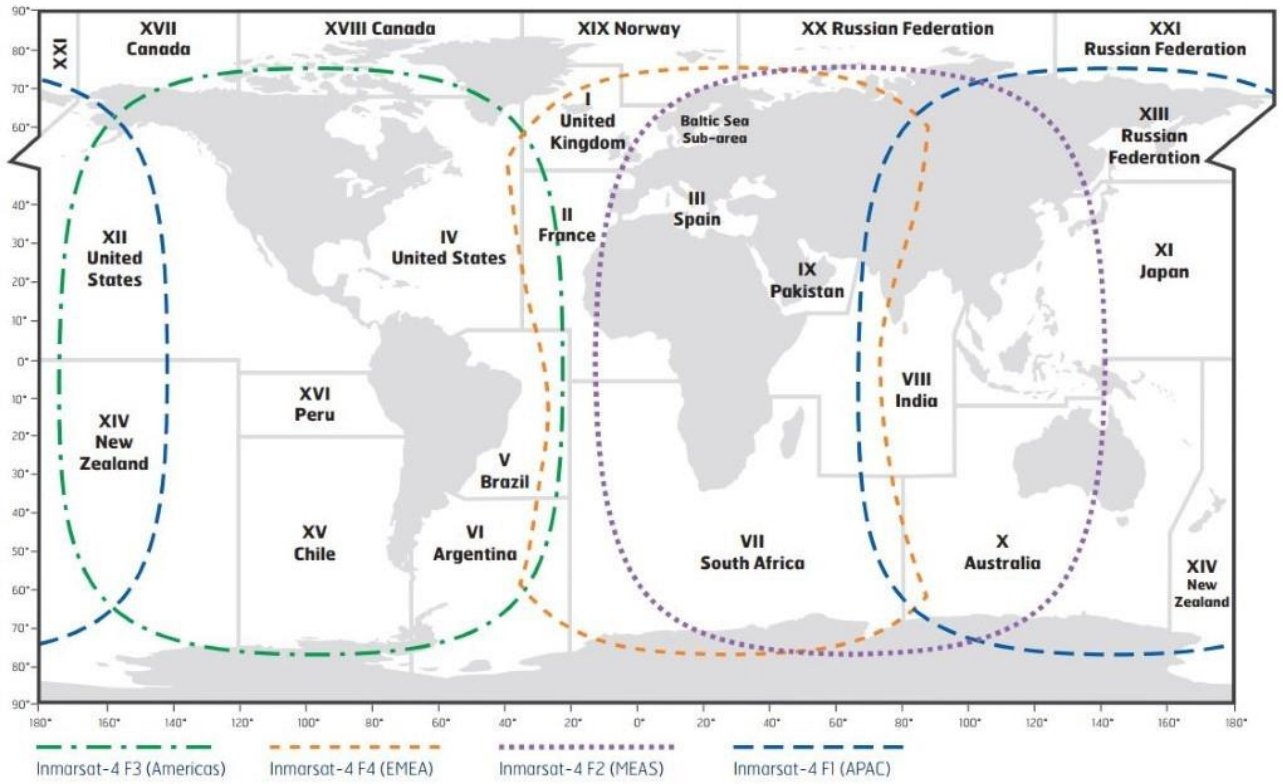 90°
80°
70°
60°
40°
30°
20°
10°
0°
10°
20°
30°
40°
50°
60°
70°
80°
90°
XXI
XVII
Canada
XVIII Canada
XIX Norway
XX Russian Federation
XXI
Russian Federation
I
United
Kingdom
Baltic Sea
Sub-area
XIII
Russian
Federation
XII
United
States
IV
United States
II
France
III
Spain
IX
Pakistan
XI
Japan
XVI
Peru
VIII
India
XIV
New
Zealand
V
Brazil
XV
Chile
VI
Argentina
VII
South Africa
X
Australia
XIV
New
Zealand
180° 160° 140° 120° 100° 80° 60° 40° 20° 0° 20° 40° 60° 80° 100° 120° 140° 160° 180°
Inmarsat-4 F3 (Americas) Inmarsat-4 F4 (EMEA) Inmarsat-4 F2 (MEAS) Inmarsat-4 F1 (APAC)